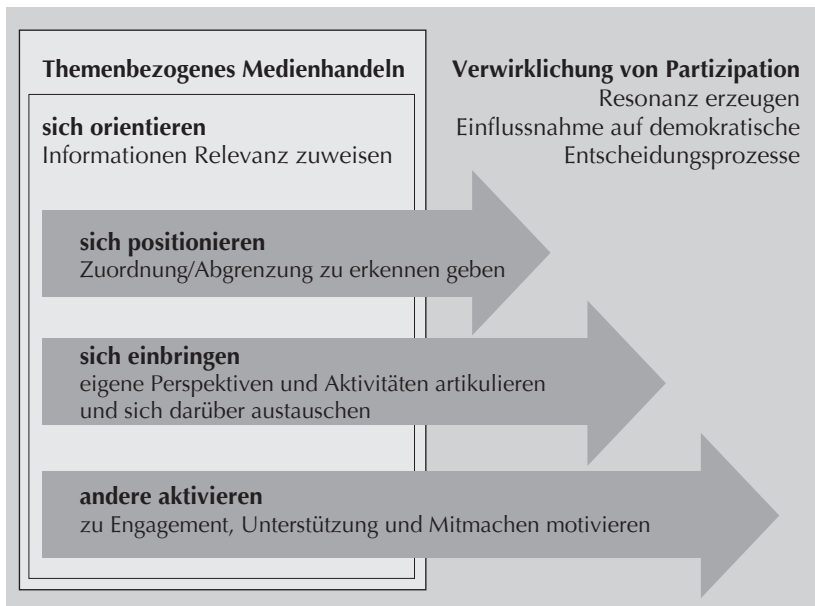 Themenbezogenes Medienhandeln
sich orientieren
Informationen Relevanz zuweisen
Verwirklichung von Partizipation
Resonanz erzeugen
Einflussnahme auf demokratische
Entscheidungsprozesse
sich positionieren
Zuordnung/Abgrenzung zu erkennen geben
sich einbringen
eigene Perspektiven und Aktivitäten artikulieren
und sich darüber austauschen
andere aktivieren
zu Engagement, Unterstützung und Mitmachen motivieren